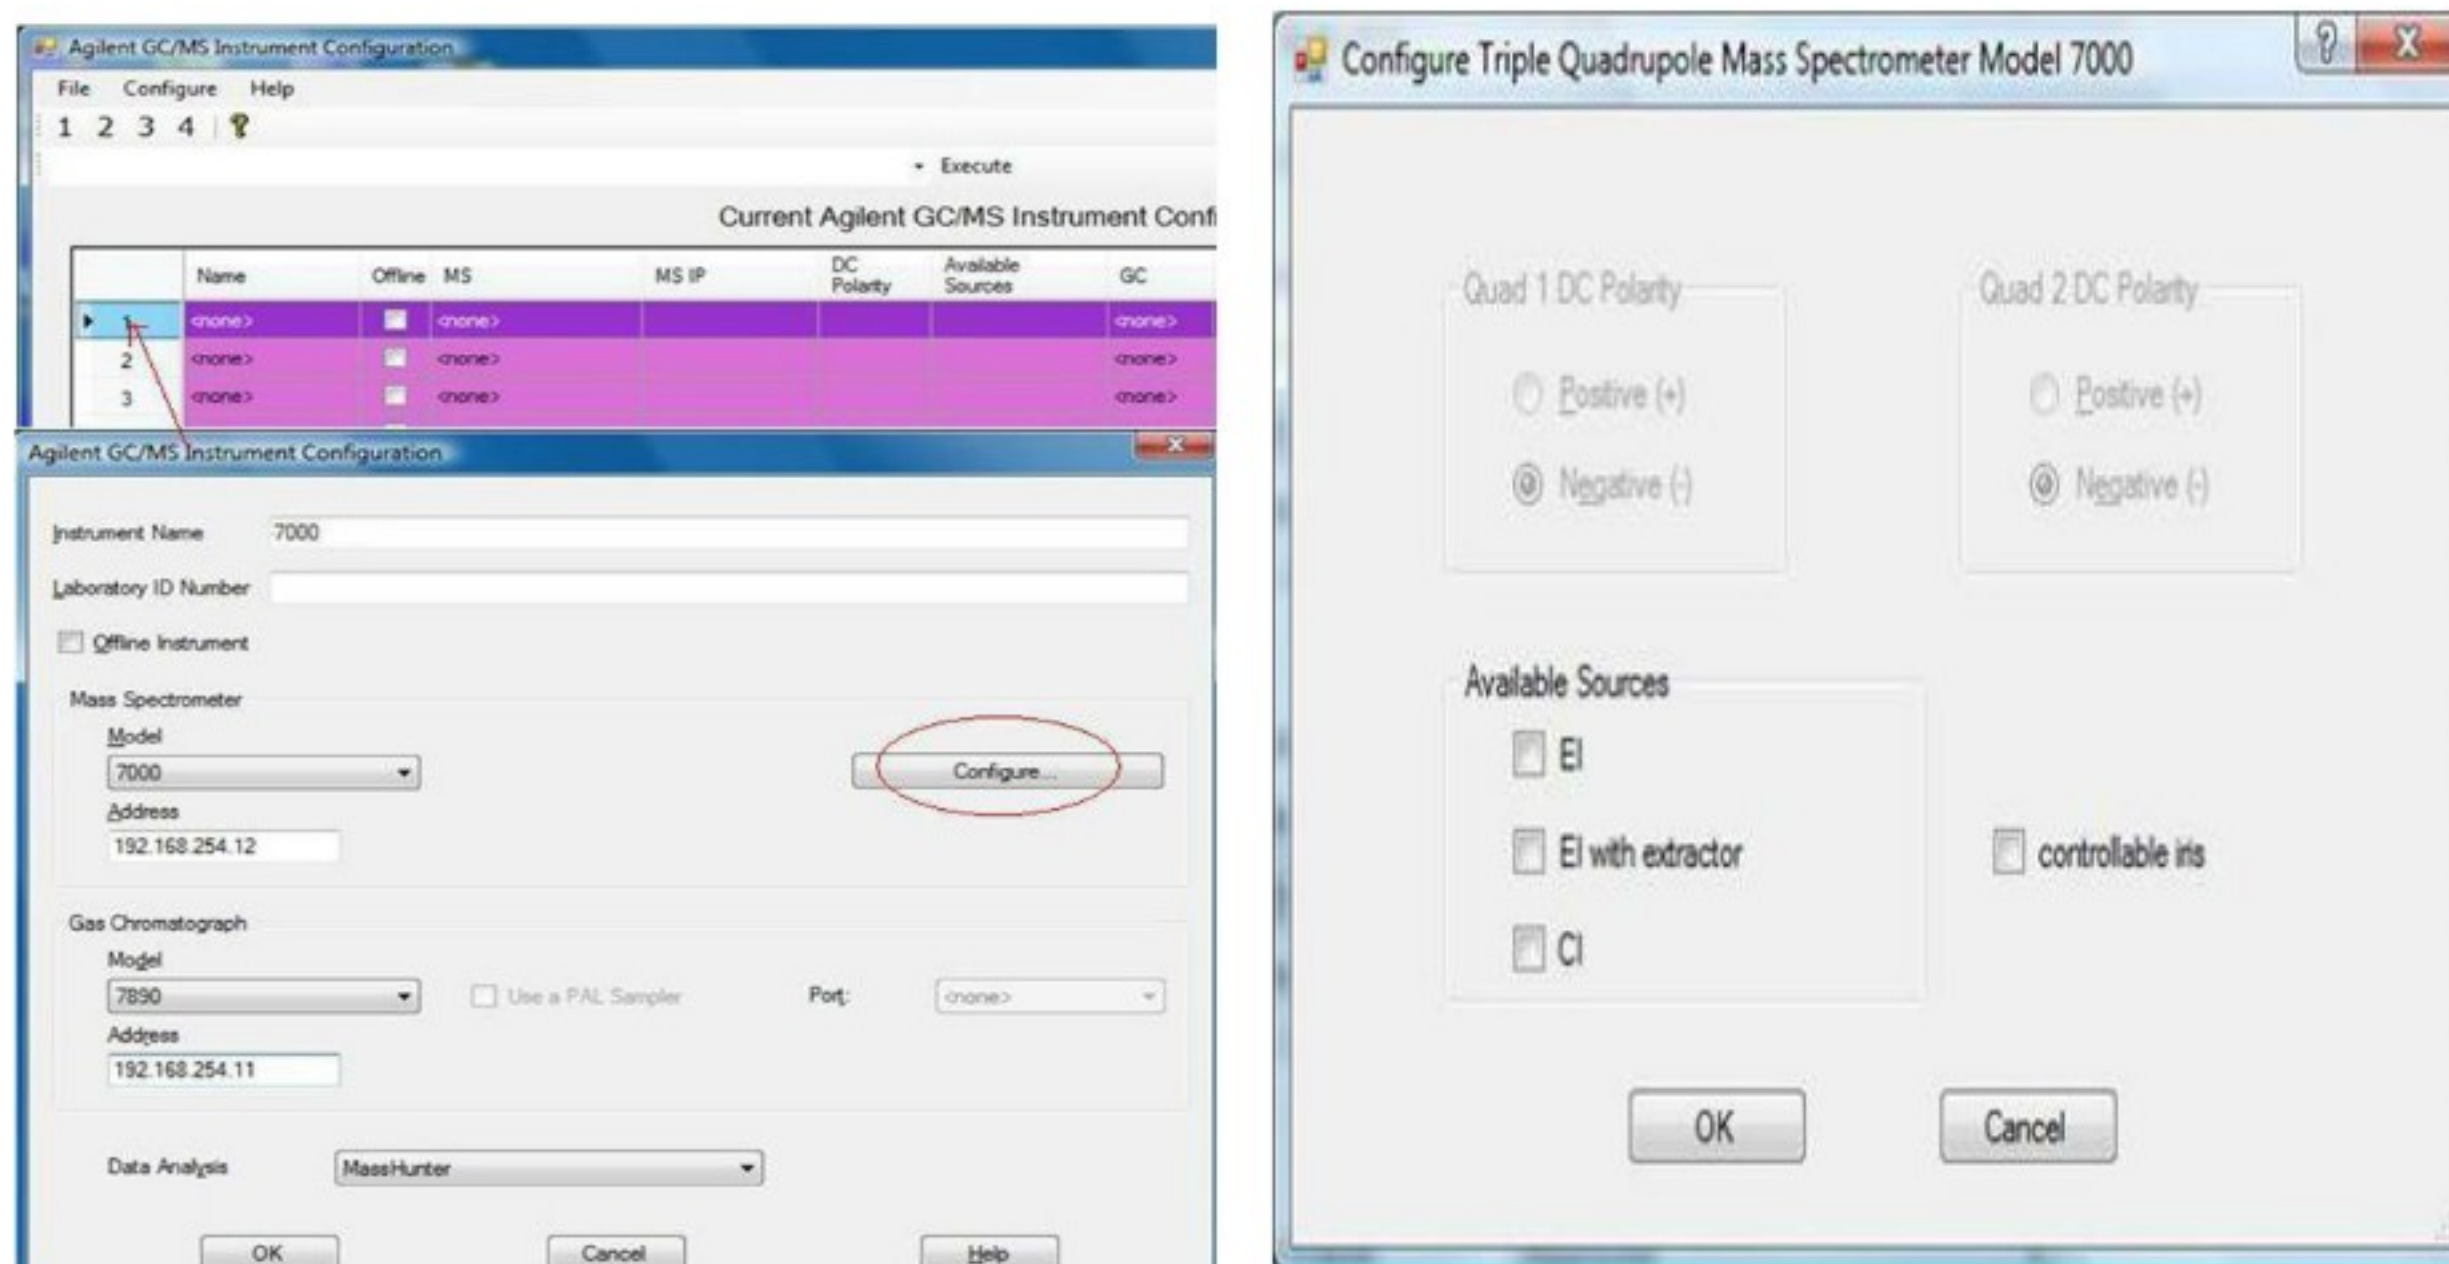 Agilent GC/MS Instrument Configuration
File Configure Help
1 2 3 4
Execute
Current Agilent GC/MS Instrument Confi
Name Offline MS MS IP DC Polarity Available Sources GC
1 <none> <none> <none>
2 <none> <none> <none>
3 <none> <none> <none>
Agilent GC/MS Instrument Configuration
Instrument Name 7000
Laboratory ID Number
Offline Instrument
Mass Spectrometer
Model
7000 Configure...
Address
192.168.254.12
Gas Chromatograph
Model
7890 Use a PAL Sampler Port: <none>
Address
192.168.254.11
Data Analysis MassHunter
OK Cancel Help
Configure Triple Quadrupole Mass Spectrometer Model 7000
Quad 1 DC Polarity Quad 2 DC Polarity
Postive (+) Postive (+)
Negative (-) Negative (-)
Available Sources
EI
EI with extractor controllable iris
CI
OK Cancel